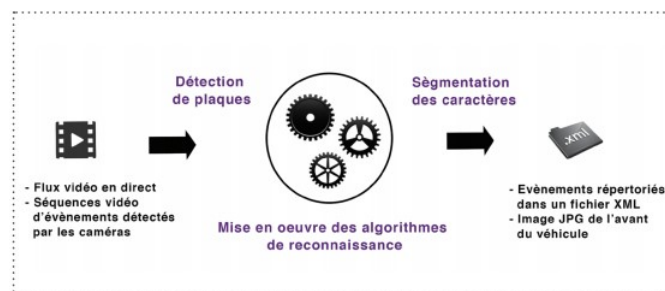 Détection
de plaques
Sègmentation
des caractères
.xml
- Flux vidéo en direct
- Séquences vidéo
d'évènements détectés
par les caméras
Mise en oeuvre des algorithmes
de reconnaissance
- Evènements répertoriés
dans un fichier XML
- Image JPG de l'avant
du véhicule